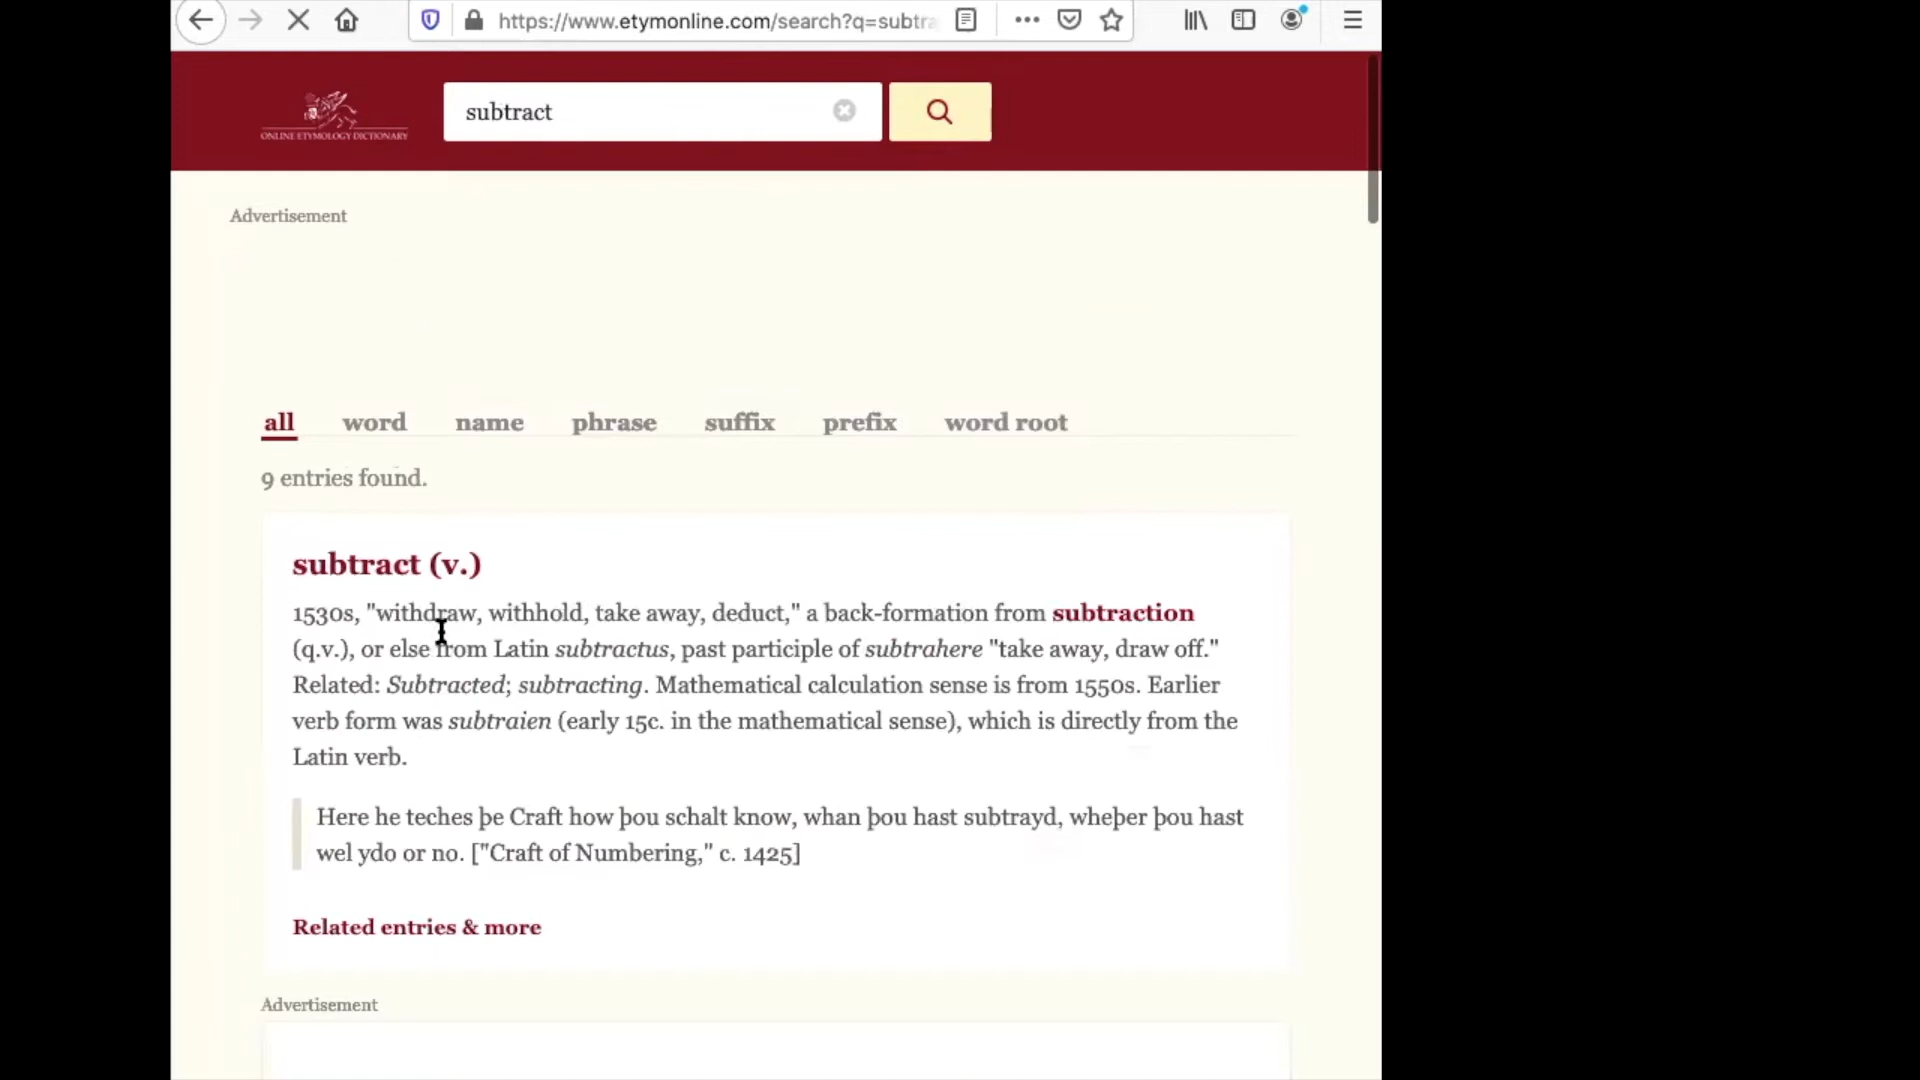 https://www.etymonline.com/search?q=subtra
subtract
ONLINE ETYMOLOGY DICTIONARY
Advertisement
all word name phrase suffix prefix word root
9 entries found.
subtract (v.)
1530s, "withdraw, withhold, take away, deduct," a back-formation from subtraction
(q.v.), or else from Latin subtractus, past participle of subtrahere "take away, draw off."
Related: Subtracted; subtracting. Mathematical calculation sense is from 1550s. Earlier
verb form was subtraien (early 15c. in the mathematical sense), which is directly from the
Latin verb.
Here he teches þe Craft how þou schalt know, whan þou hast subtrayd, wheþer þou hast
wel ydo or no. ["Craft of Numbering," c. 1425]
Related entries & more
Advertisement